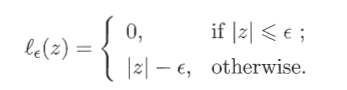 ℓ_ϵ(z) = { 0, if |z| ⩽ ϵ ;
|z| − ϵ, otherwise.